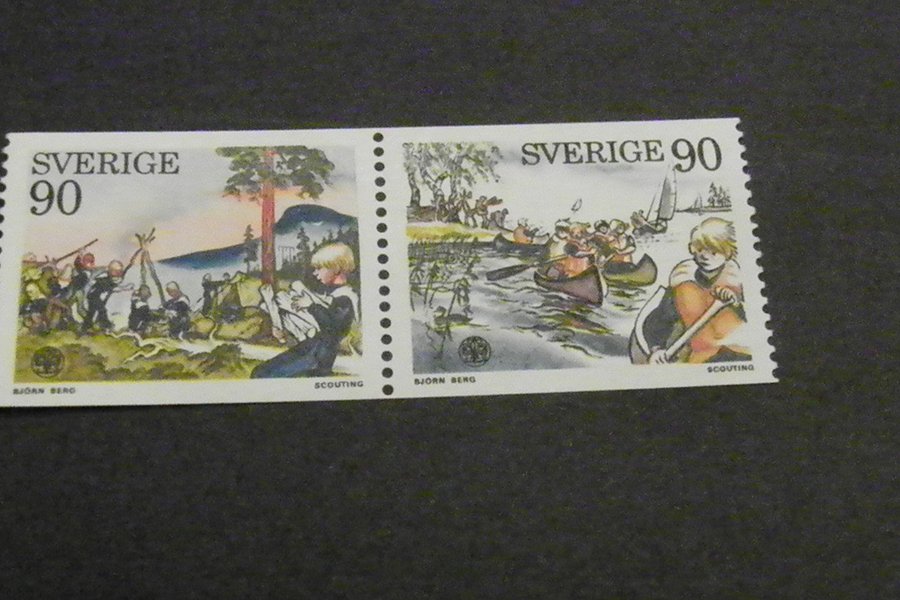 SVERIGE
90
BJÖRN BERG
SCOUTING
SVERIGE 90
BJÖRN BERG
SCOUTING